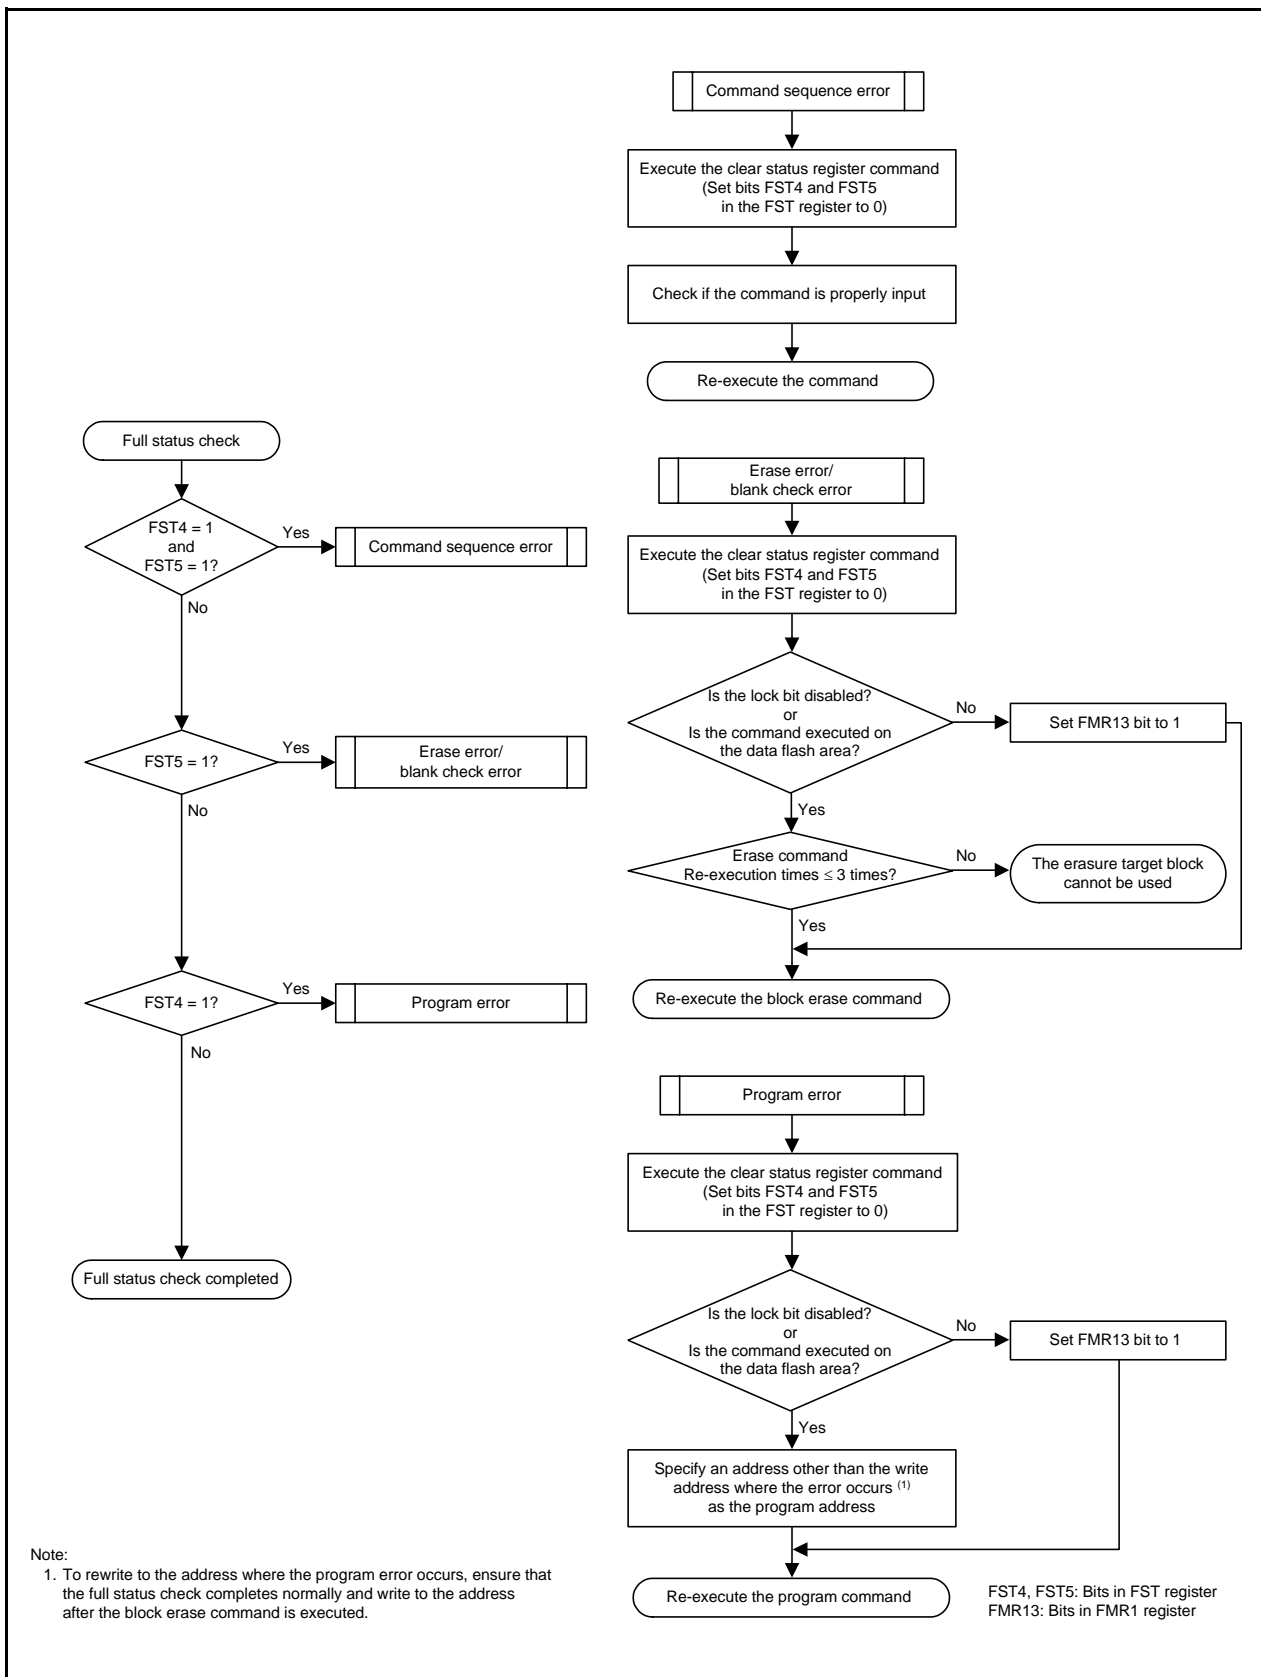 Command sequence error
Execute the clear status register command
(Set bits FST4 and FST5
in the FST register to 0)
Check if the command is properly input
Re-execute the command
Full status check
FST4 = 1
and
FST5 = 1?
Yes
Command sequence error
No
FST5 = 1?
Yes
Erase error/
blank check error
No
FST4 = 1?
Yes
Program error
No
Full status check completed
Erase error/
blank check error
Execute the clear status register command
(Set bits FST4 and FST5
in the FST register to 0)
Is the lock bit disabled?
or
Is the command executed on
the data flash area?
No
Set FMR13 bit to 1
Yes
Erase command
Re-execution times ≤ 3 times?
No
The erasure target block
cannot be used
Yes
Re-execute the block erase command
Program error
Execute the clear status register command
(Set bits FST4 and FST5
in the FST register to 0)
Is the lock bit disabled?
or
Is the command executed on
the data flash area?
No
Set FMR13 bit to 1
Yes
Specify an address other than the write
address where the error occurs (1)
as the program address
Re-execute the program command
Note:
1. To rewrite to the address where the program error occurs, ensure that
the full status check completes normally and write to the address
after the block erase command is executed.
FST4, FST5: Bits in FST register
FMR13: Bits in FMR1 register